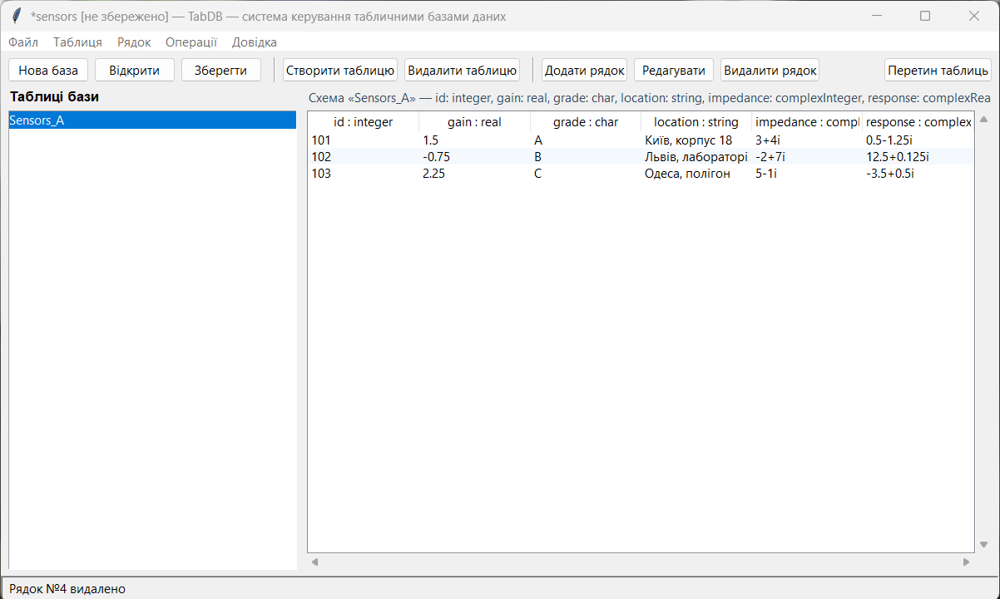 *sensors [не збережено] — TabDB — система керування табличними базами даних
Файл Таблиця Рядок Операції Довідка
Нова база Відкрити Зберегти Створити таблицю Видалити таблицю Додати рядок Редагувати Видалити рядок Перетин таблиць
Таблиці бази Схема «Sensors_A» — id: integer, gain: real, grade: char, location: string, impedance: complexInteger, response: complexRea
Sensors_A
id : integer gain : real grade : char location : string impedance : compl response : complex
101 1.5 A Київ, корпус 18 3+4i 0.5-1.25i
102 -0.75 B Львів, лабораторі -2+7i 12.5+0.125i
103 2.25 C Одеса, полігон 5-1i -3.5+0.5i
Рядок №4 видалено